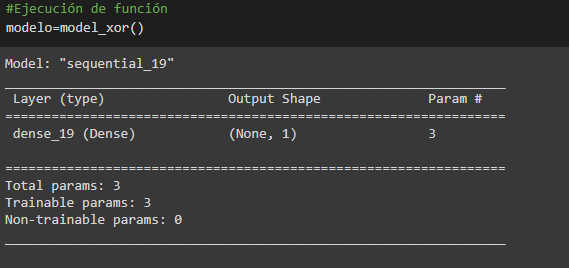 #Ejecución de función
modelo=model_xor()
Model: "sequential_19"
_________________________________________________________________
Layer (type) Output Shape Param #
=================================================================
dense_19 (Dense) (None, 1) 3
=================================================================
Total params: 3
Trainable params: 3
Non-trainable params: 0
_________________________________________________________________